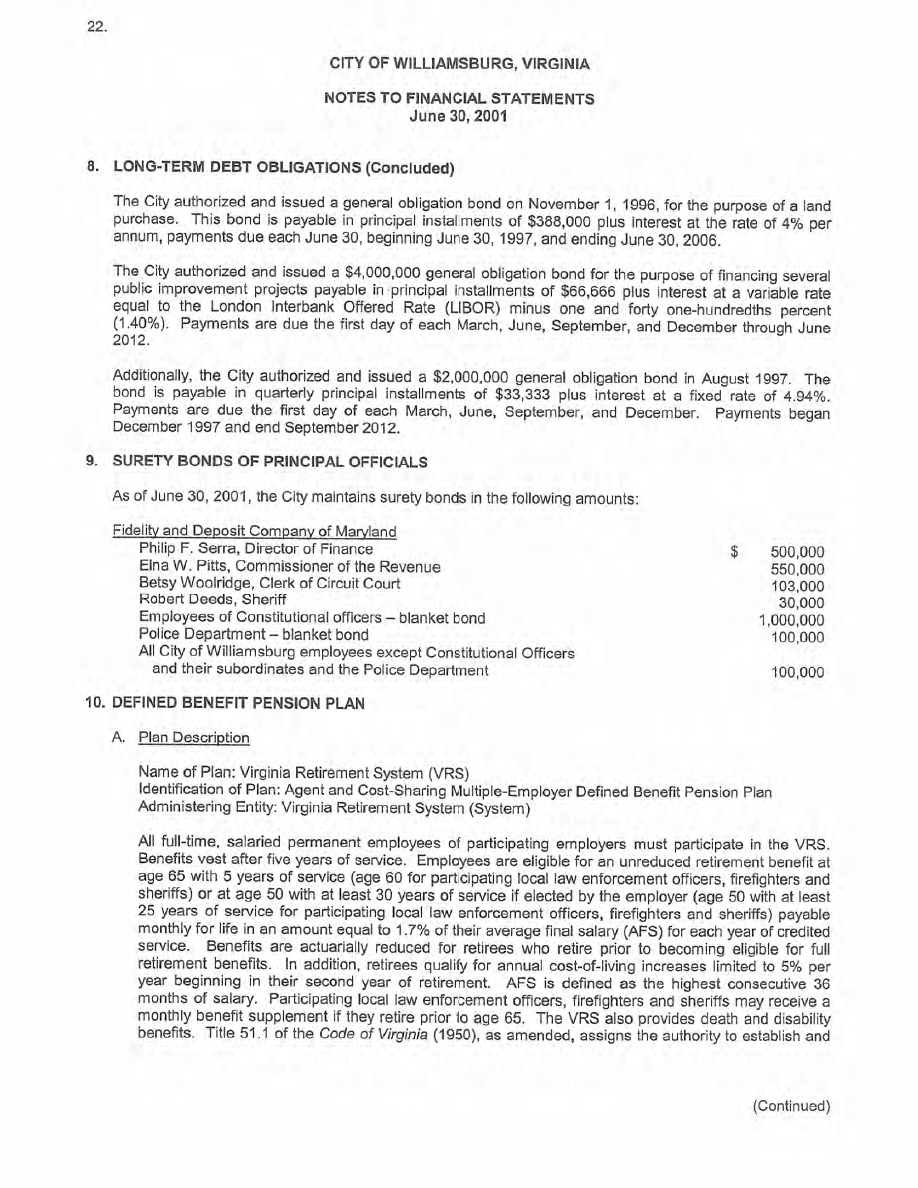 22.
CITY OF WILLIAMSBURG, VIRGINIA
NOTES TO FINANCIAL STATEMENTS
June 30, 2001
8. LONG-TERM DEBT OBLIGATIONS (Concluded)
The City authorized and issued a general obligation bond on November 1, 1996, for the purpose of a land
purchase. This bond is payable in principal installments of $388,000 plus interest at the rate of 4% per
annum, payments due each June 30, beginning June 30, 1997, and ending June 30, 2006.
The City authorized and issued a $4,000,000 general obligation bond for the purpose of financing several
public improvement projects payable in principal installments of $66,666 plus interest at a variable rate
equal to the London Interbank Offered Rate (LIBOR) minus one and forty one-hundredths percent
(1.40%). Payments are due the first day of each March, June, September, and December through June
2012.
Additionally, the City authorized and issued a $2,000,000 general obligation bond in August 1997. The
bond is payable in quarterly principal installments of $33,333 plus interest at a fixed rate of 4.94%.
Payments are due the first day of each March, June, September, and December. Payments began
December 1997 and end September 2012.
9. SURETY BONDS OF PRINCIPAL OFFICIALS
As of June 30, 2001, the City maintains surety bonds in the following amounts:
Fidelity and Deposit Company of Maryland
Philip F. Serra, Director of Finance $ 500,000
Elna W. Pitts, Commissioner of the Revenue 550,000
Betsy Woolridge, Clerk of Circuit Court 103,000
Robert Deeds, Sheriff 30,000
Employees of Constitutional officers – blanket bond 1,000,000
Police Department – blanket bond 100,000
All City of Williamsburg employees except Constitutional Officers
and their subordinates and the Police Department 100,000
10. DEFINED BENEFIT PENSION PLAN
A. Plan Description
Name of Plan: Virginia Retirement System (VRS)
Identification of Plan: Agent and Cost-Sharing Multiple-Employer Defined Benefit Pension Plan
Administering Entity: Virginia Retirement System (System)
All full-time, salaried permanent employees of participating employers must participate in the VRS.
Benefits vest after five years of service. Employees are eligible for an unreduced retirement benefit at
age 65 with 5 years of service (age 60 for participating local law enforcement officers, firefighters and
sheriffs) or at age 50 with at least 30 years of service if elected by the employer (age 50 with at least
25 years of service for participating local law enforcement officers, firefighters and sheriffs) payable
monthly for life in an amount equal to 1.7% of their average final salary (AFS) for each year of credited
service. Benefits are actuarially reduced for retirees who retire prior to becoming eligible for full
retirement benefits. In addition, retirees qualify for annual cost-of-living increases limited to 5% per
year beginning in their second year of retirement. AFS is defined as the highest consecutive 36
months of salary. Participating local law enforcement officers, firefighters and sheriffs may receive a
monthly benefit supplement if they retire prior to age 65. The VRS also provides death and disability
benefits. Title 51.1 of the Code of Virginia (1950), as amended, assigns the authority to establish and
(Continued)